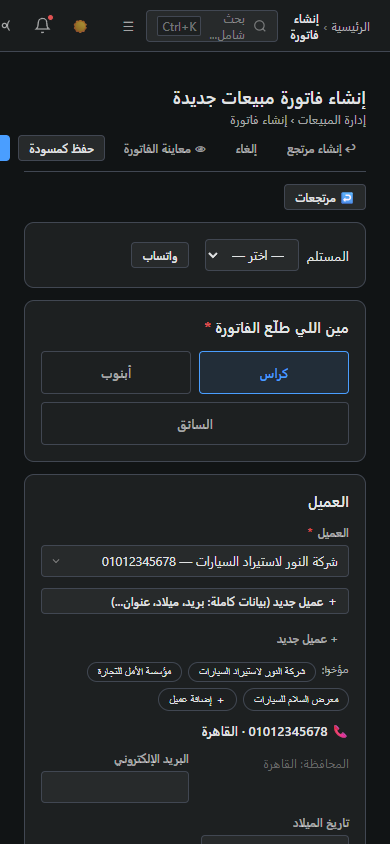 الرئيسية › إنشاء فاتورة
بحث شامل... Ctrl+K
☰
إنشاء فاتورة مبيعات جديدة
إدارة المبيعات › إنشاء فاتورة
↩ إنشاء مرتجع
إلغاء
معاينة الفاتورة
حفظ كمسودة
مرتجعات
المستلم
— اختر —
واتساب
مين اللي طلّع الفاتورة *
كراس
أبنوب
السائق
العميل
العميل *
شركة النور لاستيراد السيارات — 01012345678
+ عميل جديد (بيانات كاملة: بريد، ميلاد، عنوان...)
+ عميل جديد
مؤخرًا:
شركة النور لاستيراد السيارات
مؤسسة الأمل للتجارة
معرض السلام للسيارات
+ إضافة عميل
01012345678 · القاهرة
المحافظة: القاهرة
البريد الإلكتروني
تاريخ الميلاد